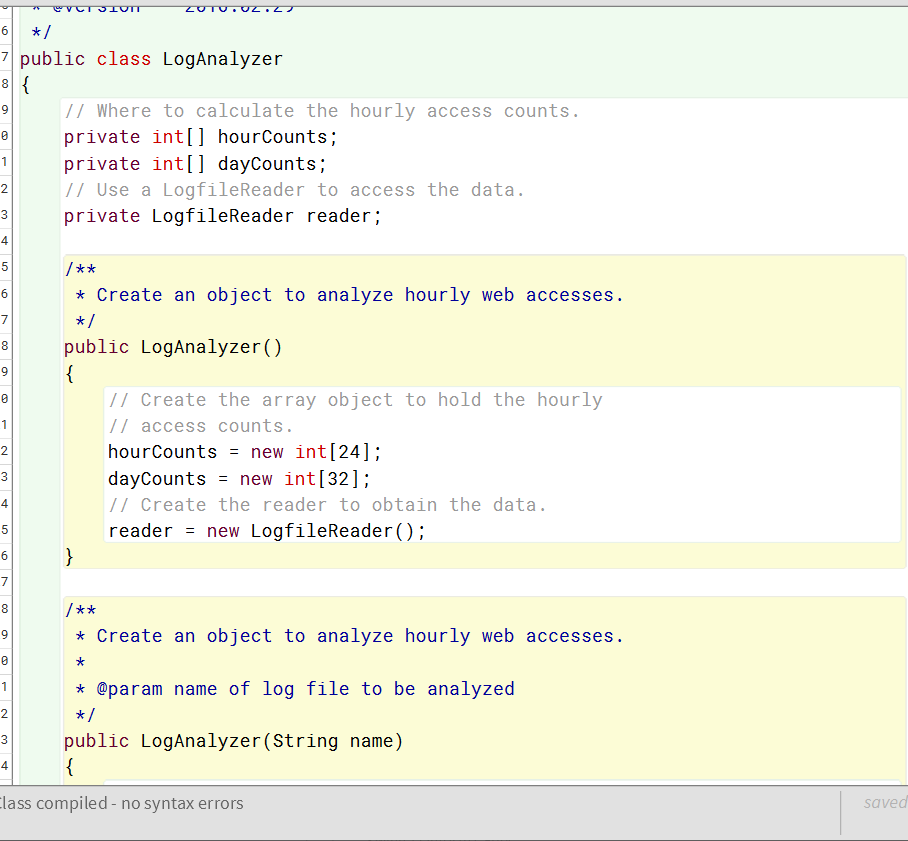 * @version 2016.02.29
6 */
7 public class LogAnalyzer
8 {
9 // Where to calculate the hourly access counts.
0 private int[] hourCounts;
1 private int[] dayCounts;
2 // Use a LogfileReader to access the data.
3 private LogfileReader reader;
4
5 /**
6 * Create an object to analyze hourly web accesses.
7 */
8 public LogAnalyzer()
9 {
0 // Create the array object to hold the hourly
1 // access counts.
2 hourCounts = new int[24];
3 dayCounts = new int[32];
4 // Create the reader to obtain the data.
5 reader = new LogfileReader();
6 }
7
8 /**
9 * Create an object to analyze hourly web accesses.
0 *
1 * @param name of log file to be analyzed
2 */
3 public LogAnalyzer(String name)
4 {
lass compiled - no syntax errors
saved